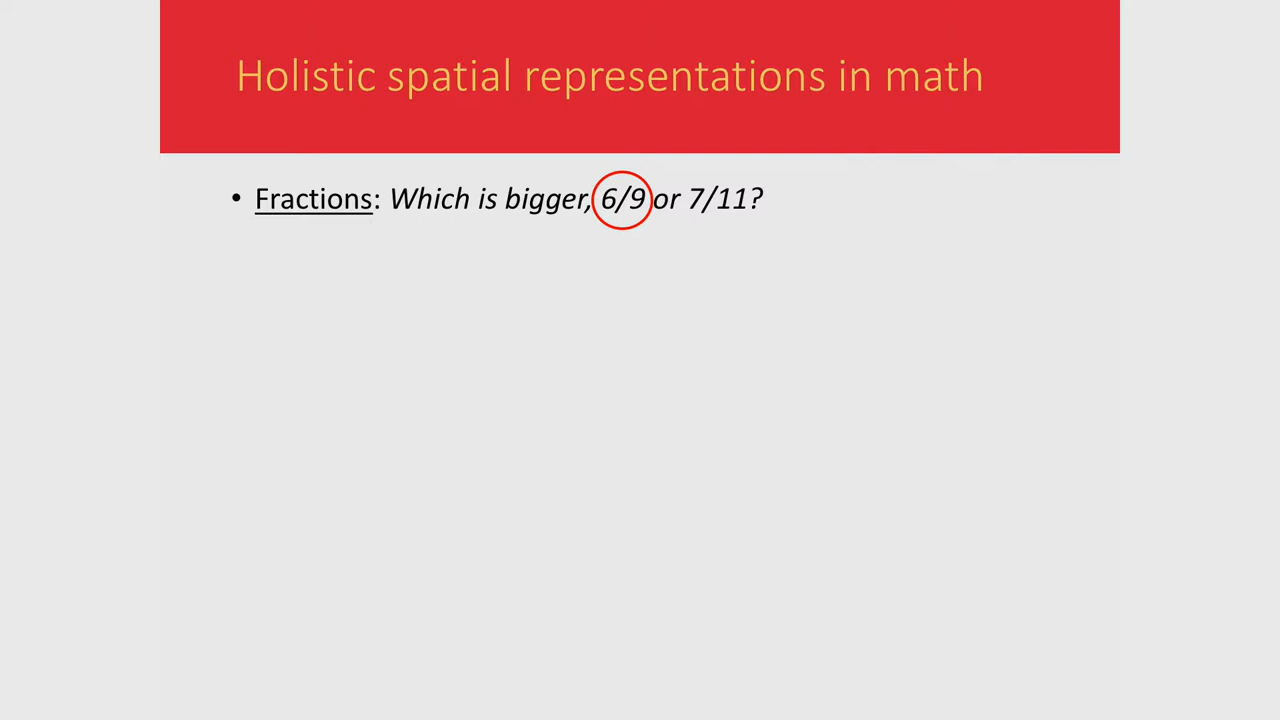 Holistic spatial representations in math
• Fractions: Which is bigger, 6/9 or 7/11?